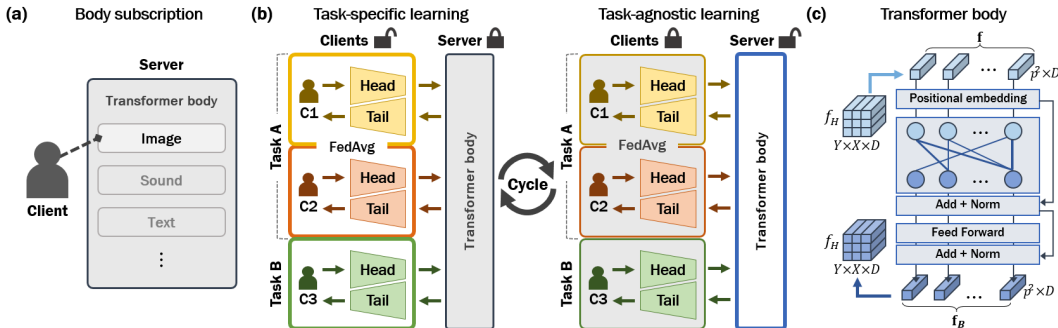 (a) Body subscription
Server
Transformer body
Image
Sound
Text
⋮
Client
(b) Task-specific learning
Clients
Server
Task A
C1
Head
Tail
FedAvg
C2
Head
Tail
Task B
C3
Head
Tail
Transformer body
Cycle
Task-agnostic learning
Clients
Server
Task A
C1
Head
Tail
FedAvg
C2
Head
Tail
Task B
C3
Head
Tail
Transformer body
(c) Transformer body
f
...
p²×D
Positional embedding
f_H
Y×X×D
...
...
Add + Norm
Feed Forward
Add + Norm
f_H
Y×X×D
...
p²×D
f_B